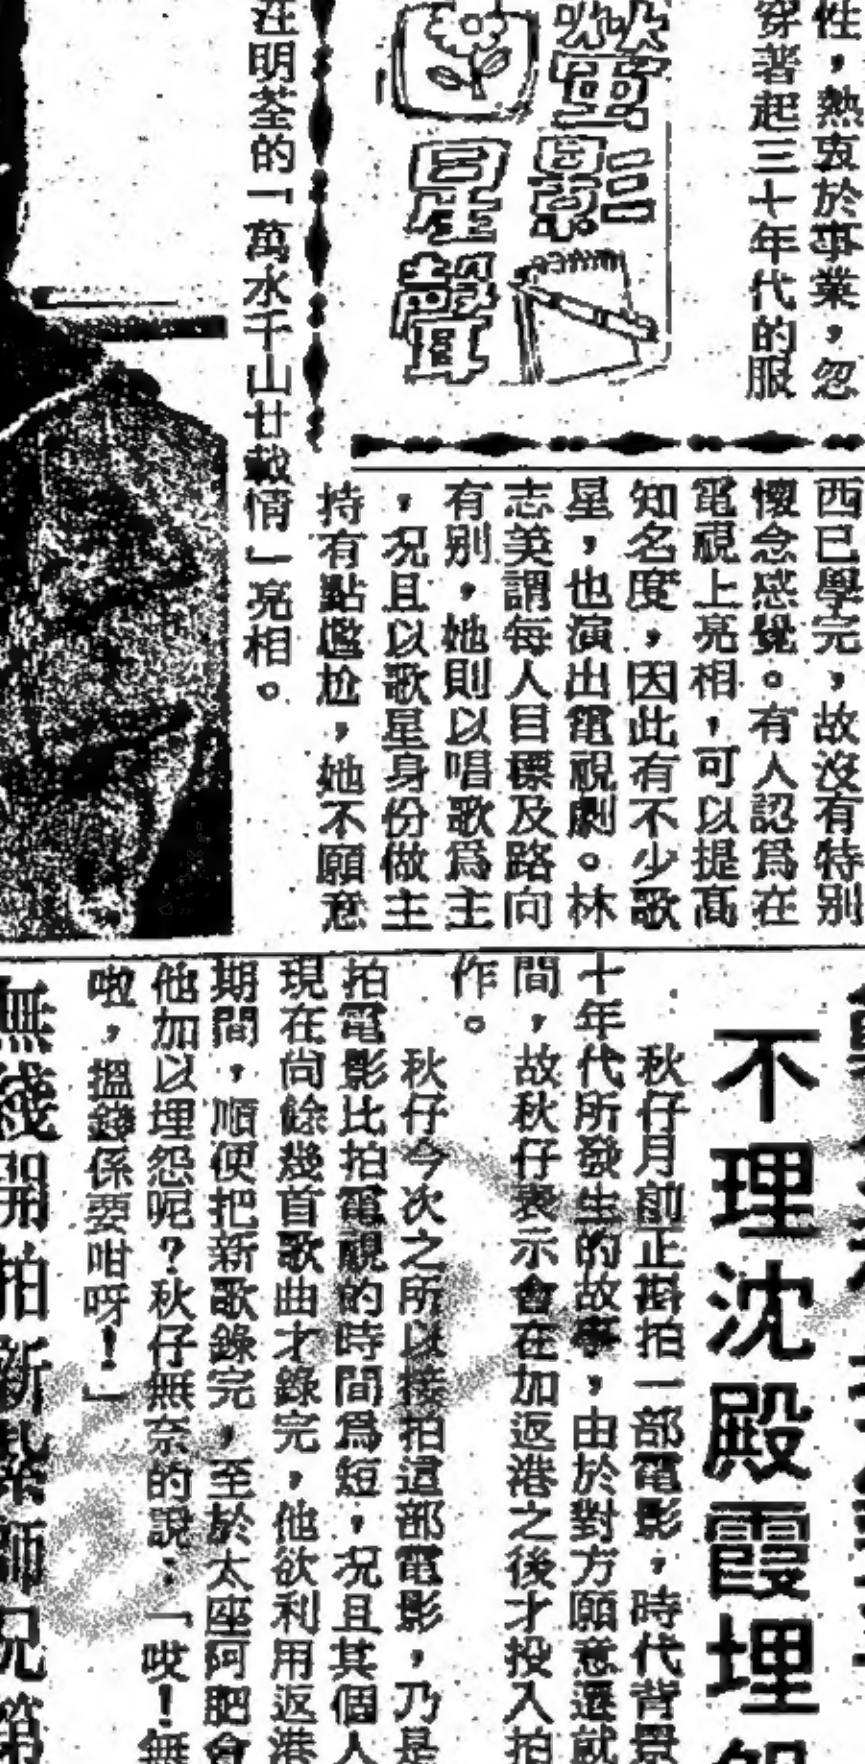 性，熱衷於事業，忽
穿著起三十年代的服
螢
影
星聲
西已學完，故沒有特別
懷念感覺。有人認爲在
電視上亮相，可以提高
知名度，因此有不少歌
星，也演出電視劇。林
志美謂每人目標及路向
有別，她則以唱歌爲主
，況且以歌星身份做主
持有點尷尬，她不願意
汪明荃的「萬水千山廿載情」亮相。
不理沈殿霞埋
秋仔月前正接拍一部電影，時代背景
十年代所發生的故事，由於對方願意遷就
間，故秋仔表示會在加返港之後才投入拍
作。
秋仔今次之所以接拍這部電影，乃是
拍電影比拍電視的時間爲短，況且其個人
現在尚餘幾首歌曲才錄完，他欲利用返港
期間，順便把新歌錄完，至於太座阿肥會
他加以埋怨呢？秋仔無奈的說：「哎！無
啦，搵錢係要咁呀！」
無綫開拍新紮師兄第